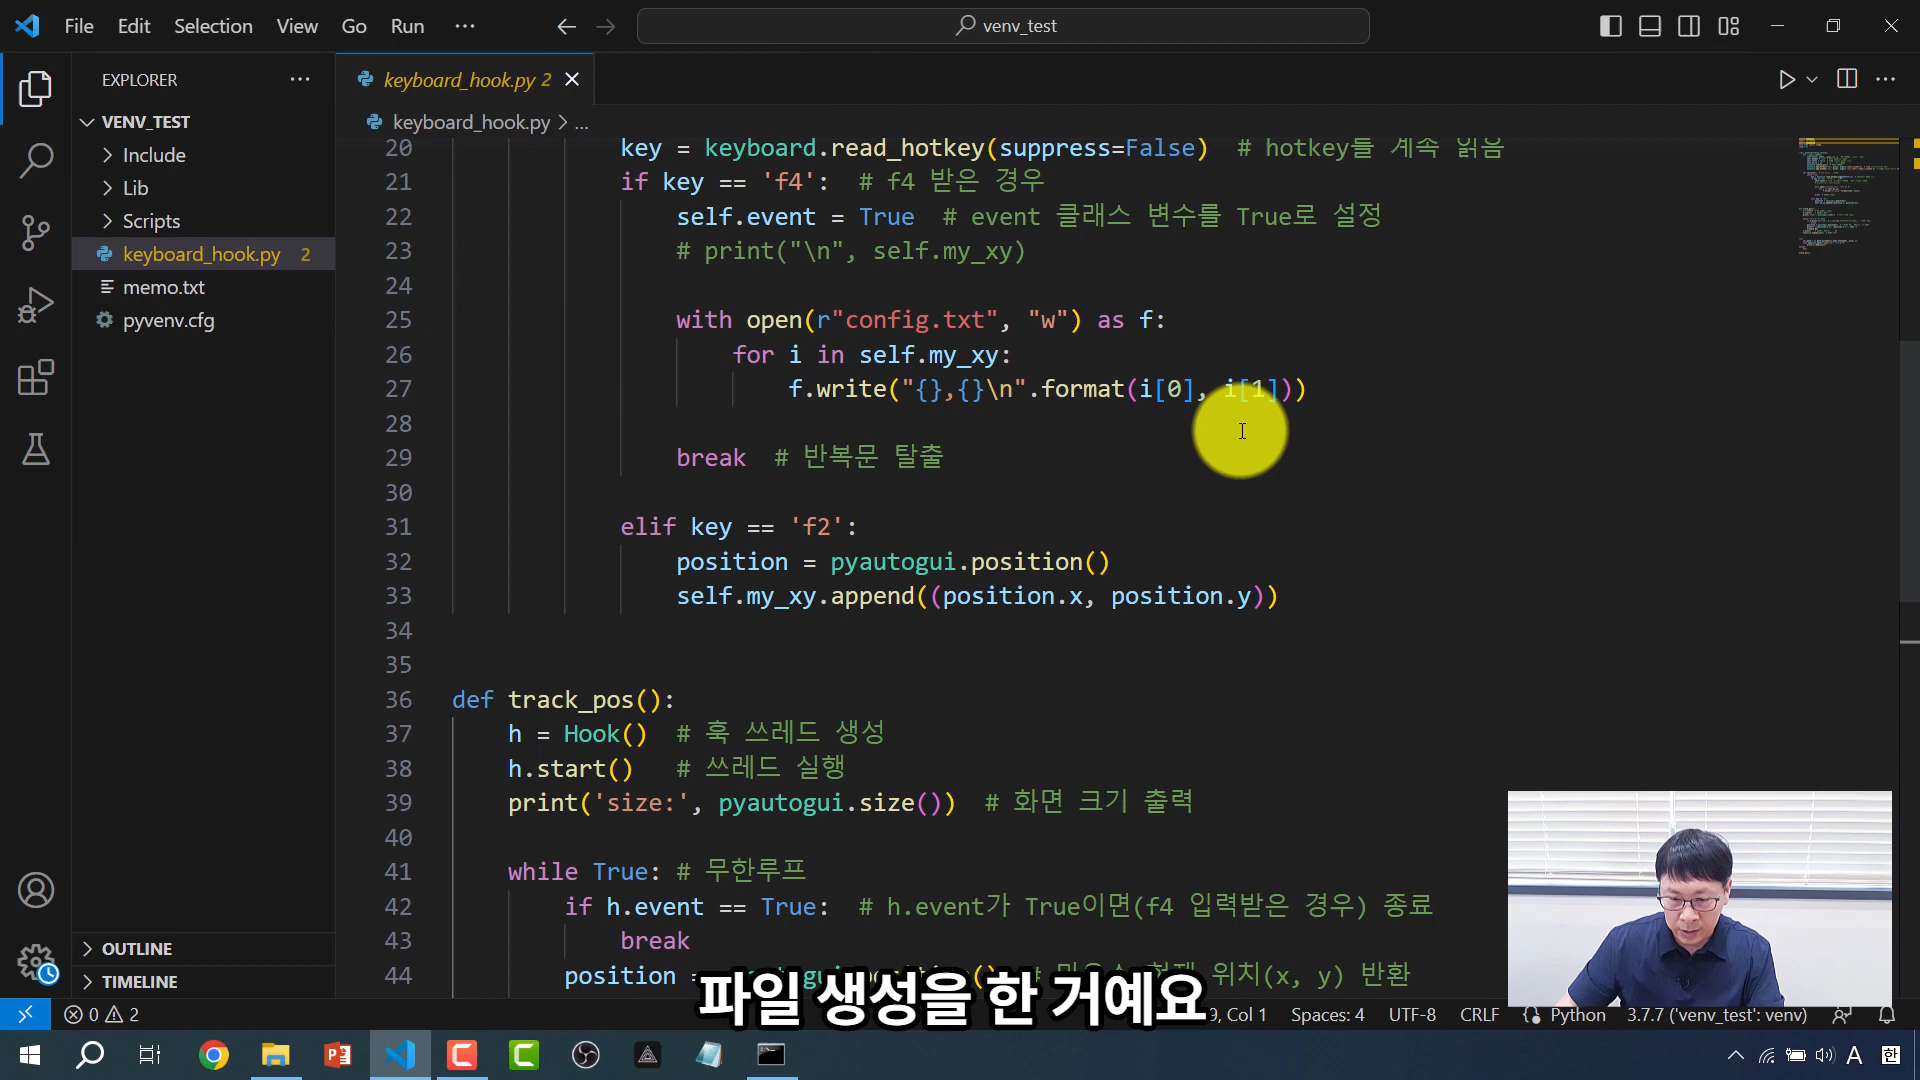 File Edit Selection View Go Run ··· venv_test
EXPLORER ···
VENV_TEST
Include
Lib
Scripts
keyboard_hook.py 2
memo.txt
pyvenv.cfg
OUTLINE
TIMELINE
keyboard_hook.py 2
keyboard_hook.py > ...
20 key = keyboard.read_hotkey(suppress=False) # hotkey를 계속 읽음
21 if key == 'f4': # f4 받은 경우
22 self.event = True # event 클래스 변수를 True로 설정
23 # print("\n", self.my_xy)
24
25 with open(r"config.txt", "w") as f:
26 for i in self.my_xy:
27 f.write("{},{}\n".format(i[0], i[1]))
28
29 break # 반복문 탈출
30
31 elif key == 'f2':
32 position = pyautogui.position()
33 self.my_xy.append((position.x, position.y))
34
35
36 def track_pos():
37 h = Hook() # 훅 쓰레드 생성
38 h.start() # 쓰레드 실행
39 print('size:', pyautogui.size()) # 화면 크기 출력
40
41 while True: # 무한루프
42 if h.event == True: # h.event가 True이면(f4 입력받은 경우) 종료
43 break
44 position 위치(x, y) 반환
파일 생성을 한 거예요
0 2 Col 1 Spaces: 4 UTF-8 CRLF Python 3.7.7 ('venv_test': venv)
A 한